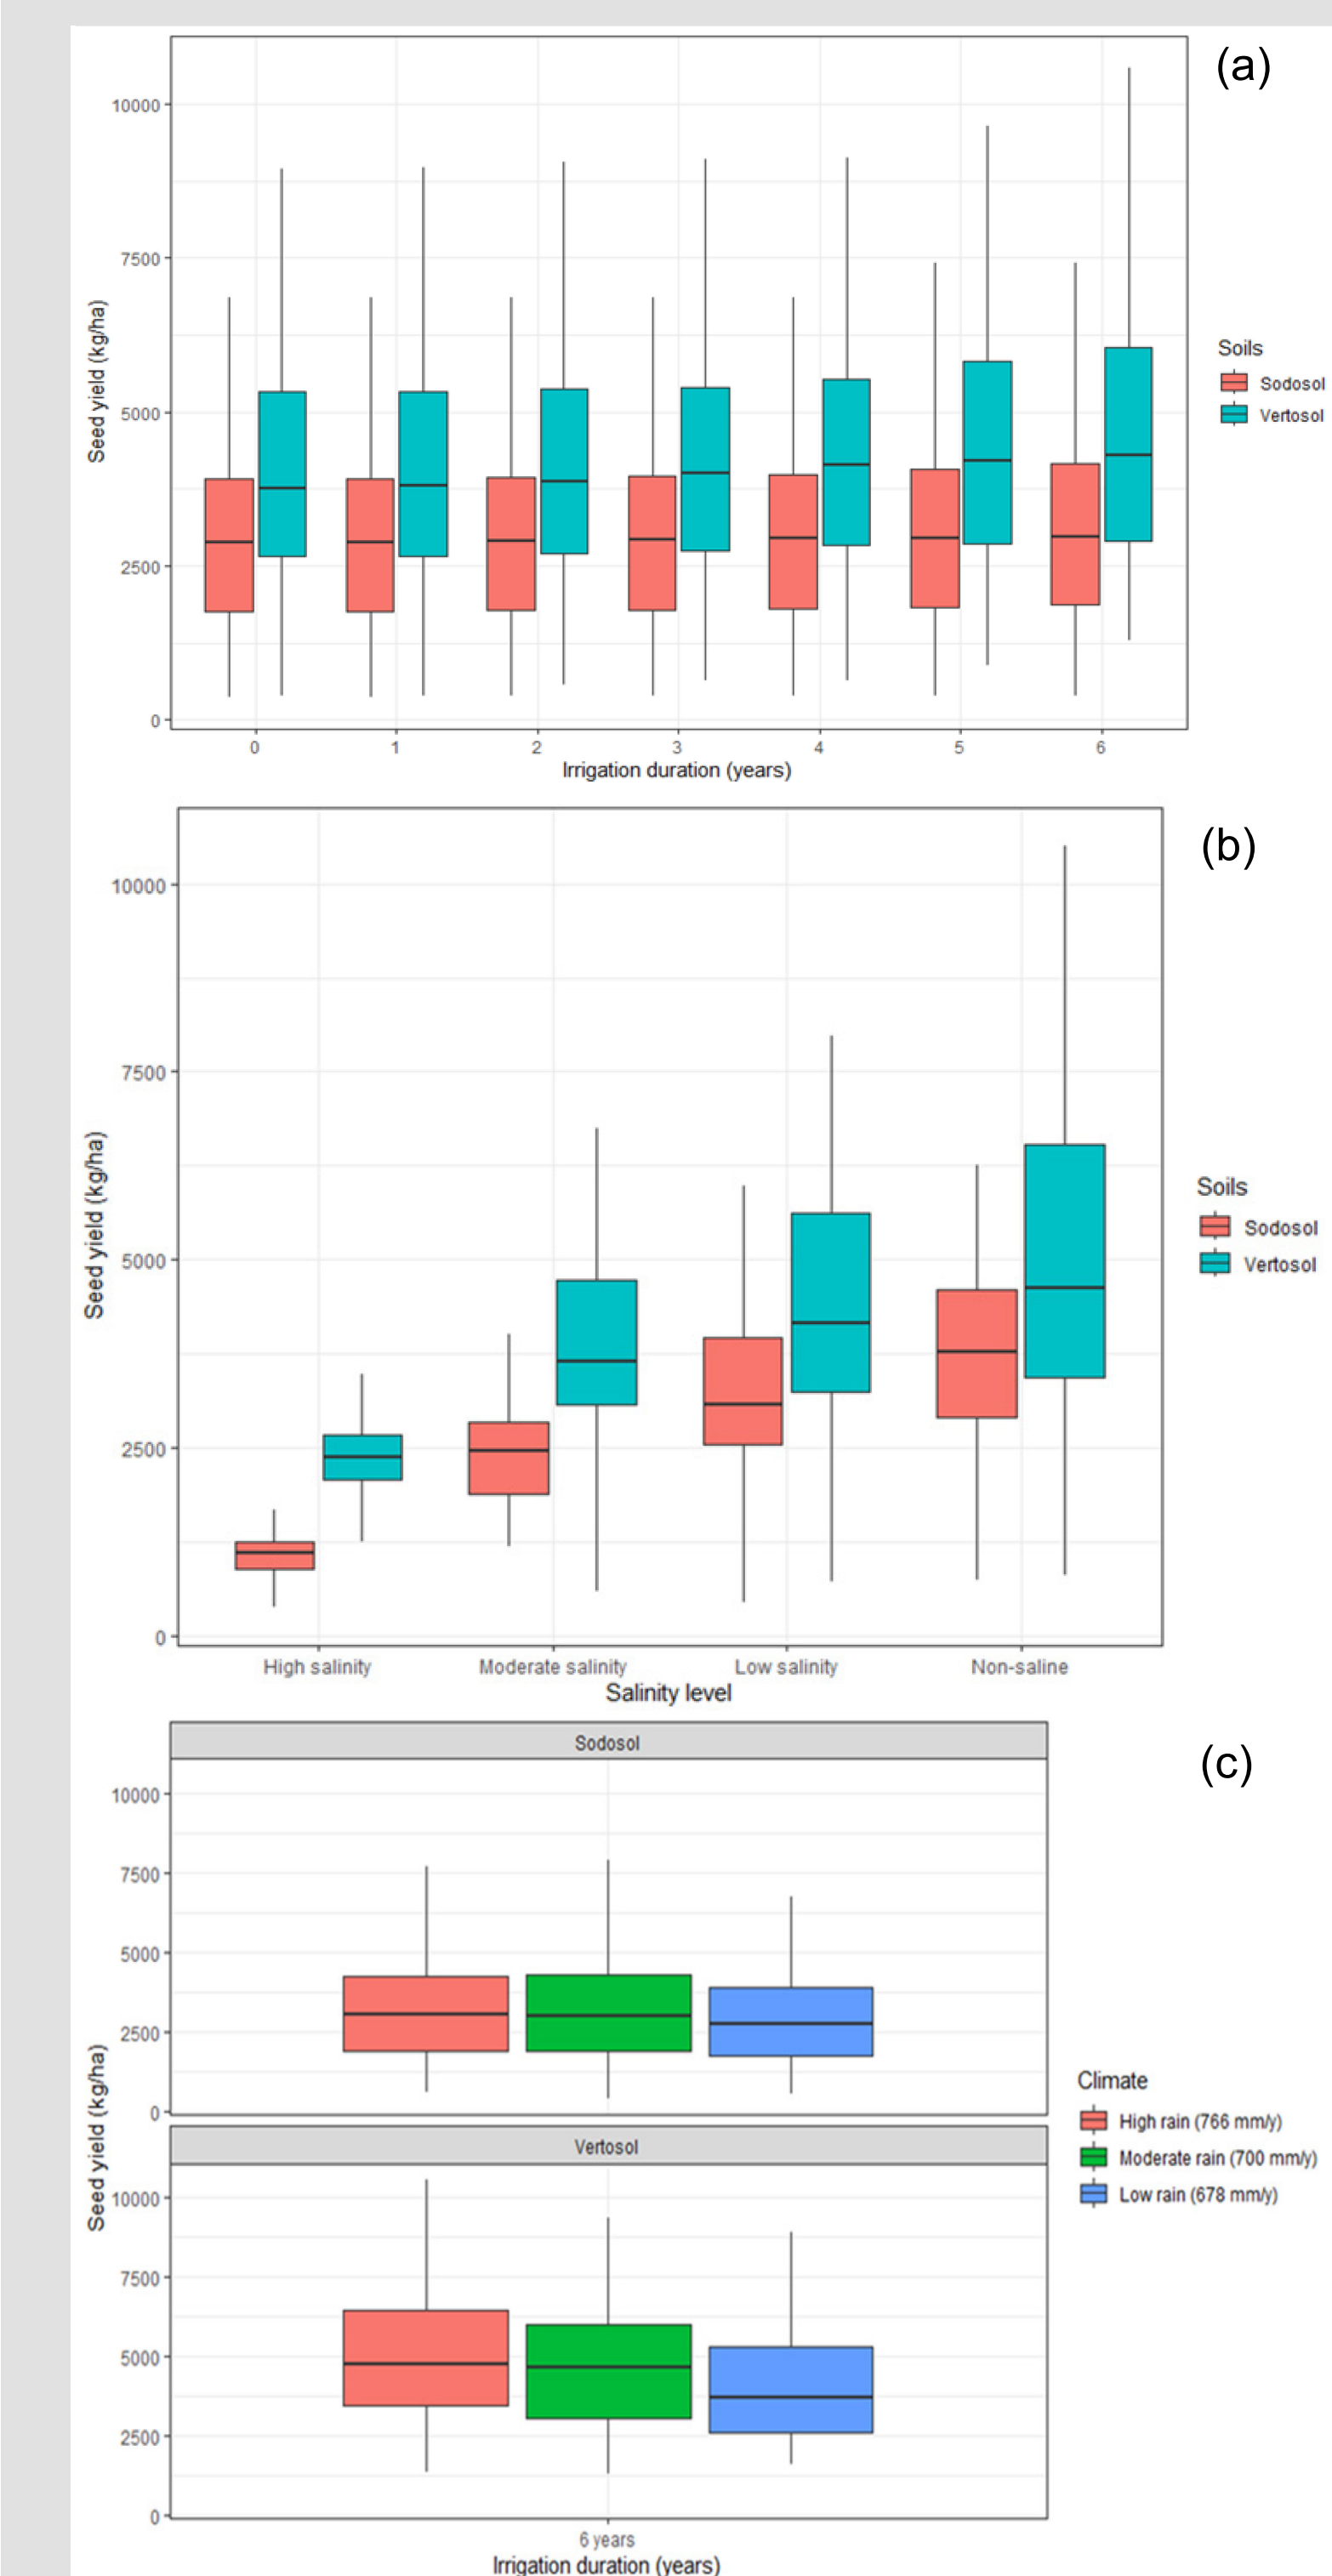 (a)
10000
7500
5000
2500
0
Seed yield (kg/ha)
0 1 2 3 4 5 6
Irrigation duration (years)
Soils
Sodosol
Vertosol
(b)
10000
7500
5000
2500
0
Seed yield (kg/ha)
High salinity Moderate salinity Low salinity Non-saline
Salinity level
Soils
Sodosol
Vertosol
(c)
Sodosol
10000
7500
5000
2500
0
Seed yield (kg/ha)
Vertosol
10000
7500
5000
2500
0
6 years
Irrigation duration (years)
Climate
High rain (766 mm/y)
Moderate rain (700 mm/y)
Low rain (678 mm/y)